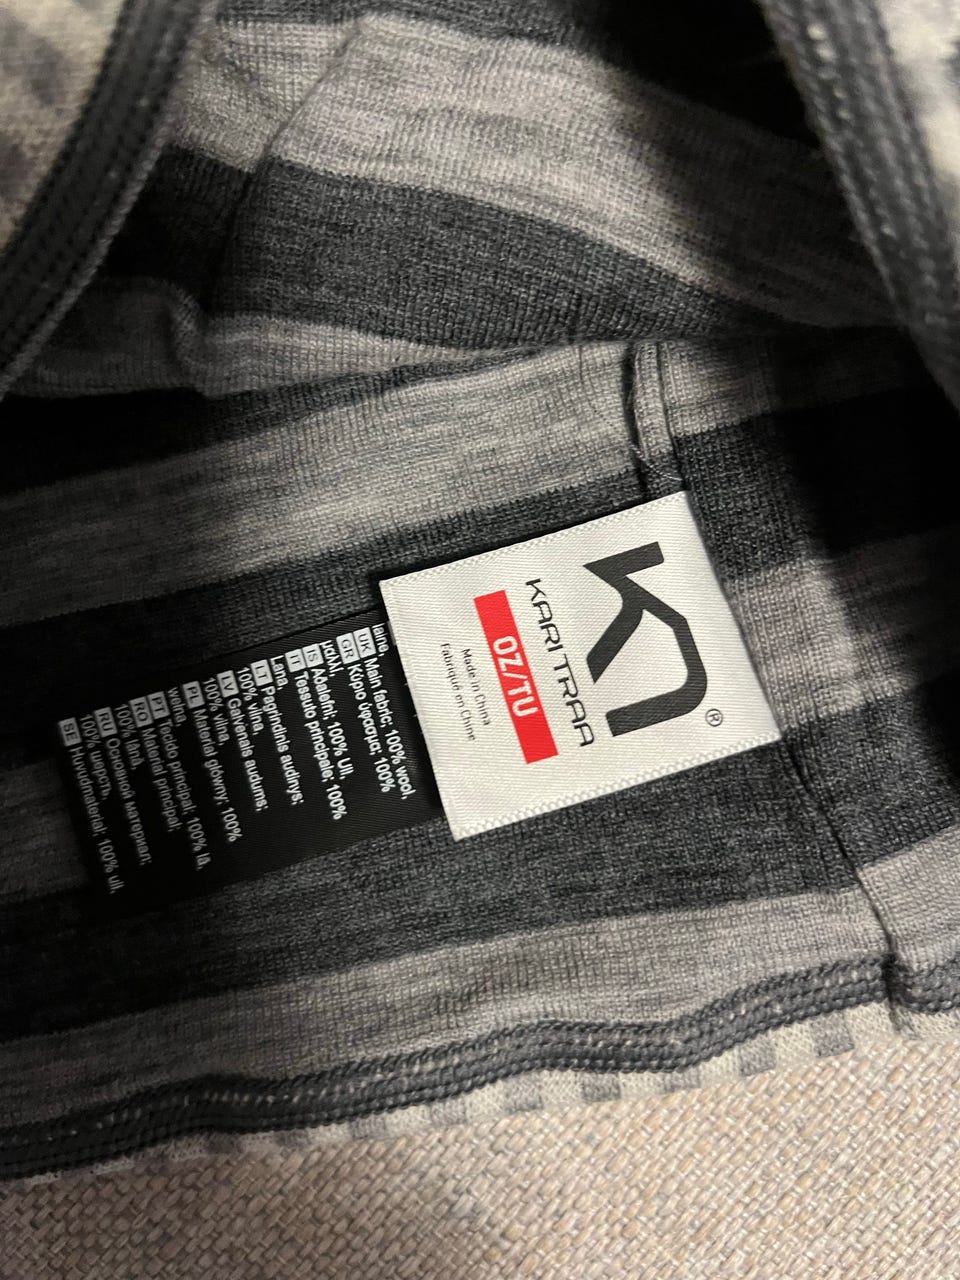 ®
KARI TRAA
OZ/TU
Made in China
Fabriqué en Chine
laine,
UK Main fabric; 100% wool,
GR Κύριο ύφασμα; 100%
μαλλί,
IS Aðalefni; 100% Ull,
IT Tessuto principale; 100%
Lana,
LT Pagrindinis audinys;
100% vilna,
LV Galvenais audums;
100% vilna,
PL Materiał główny; 100%
wełna,
PT Tecido principal; 100% lã,
RO Material principal;
100% lână,
RU Основной материал;
100% шерсть,
SE Huvudmaterial; 100% ull,